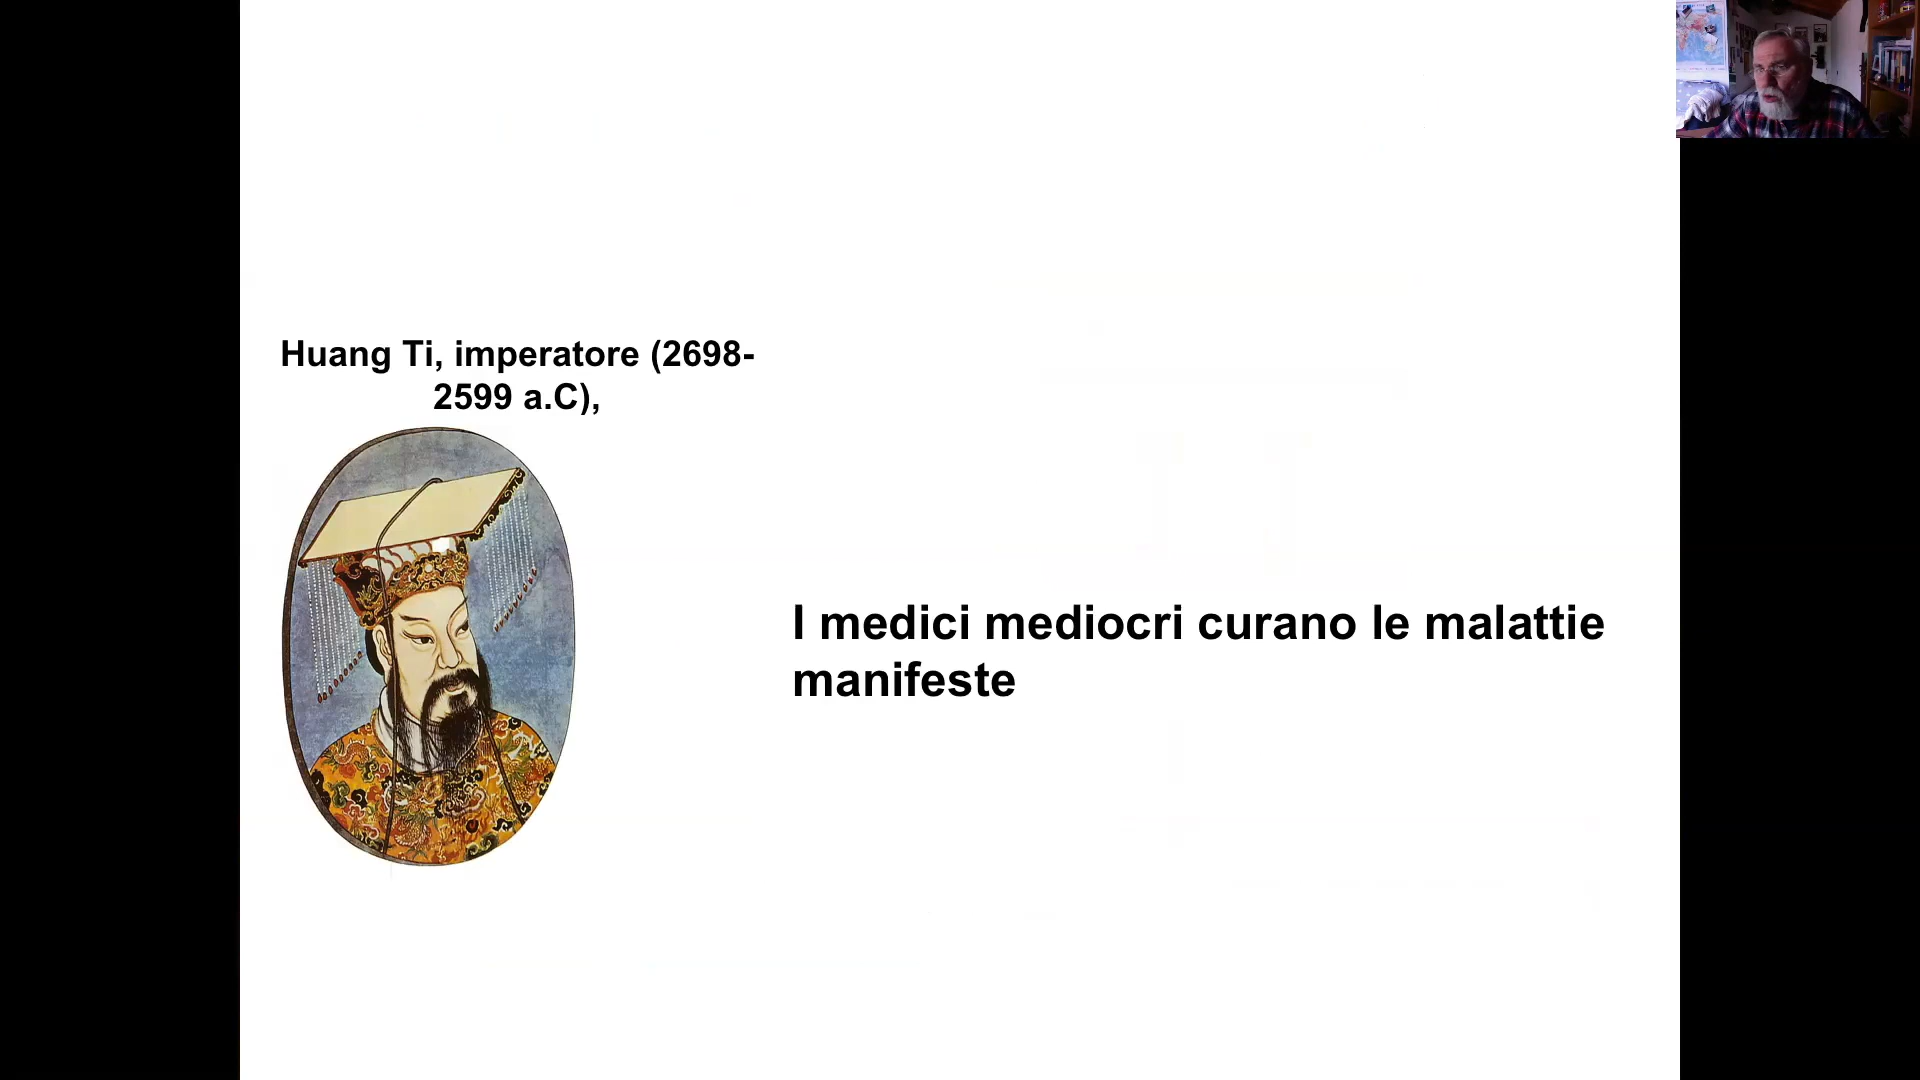 Huang Ti, imperatore (2698-
2599 a.C),
I medici mediocri curano le malattie
manifeste